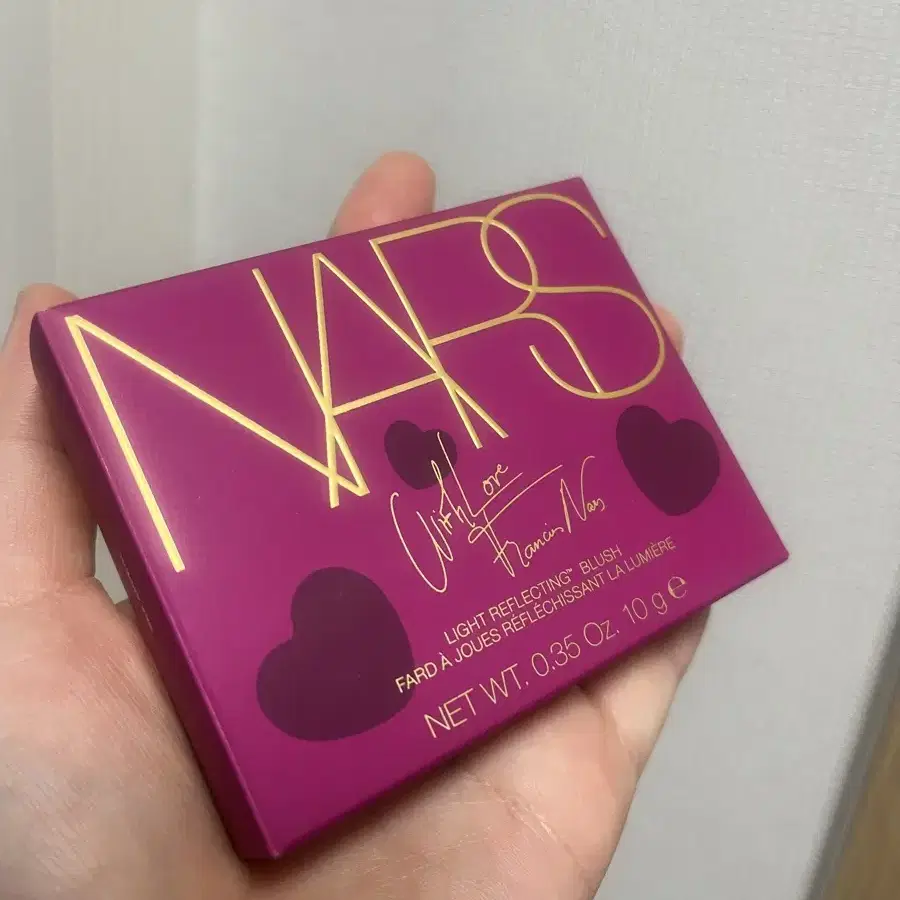 NARS
With Love
Francois Nars
LIGHT REFLECTING™ BLUSH
FARD À JOUES RÉFLÉCHISSANT LA LUMIÈRE
NET WT. 0.35 Oz. 10 g ℮